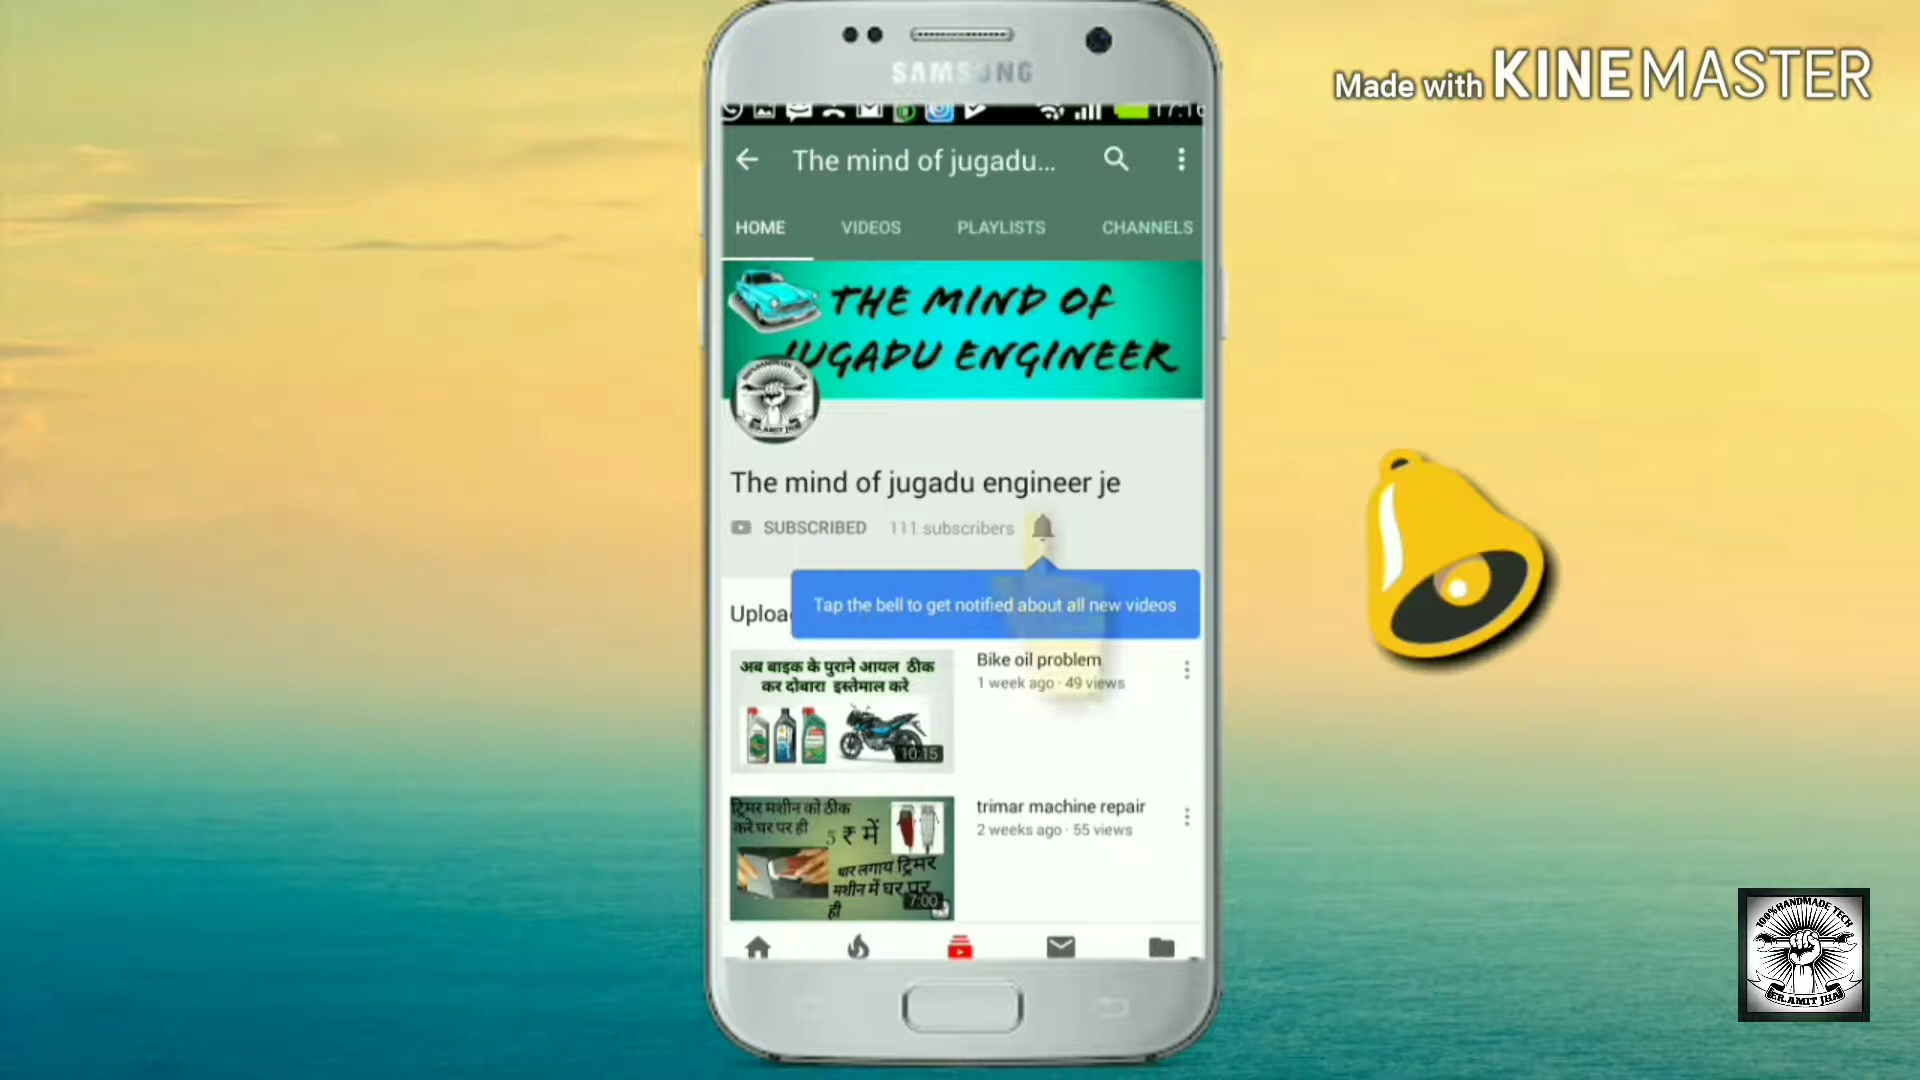 Made with KINEMASTER
SAMSUNG
17:16
The mind of jugadu...
HOME VIDEOS PLAYLISTS CHANNELS
THE MIND OF
JUGADU ENGINEER
The mind of jugadu engineer je
SUBSCRIBED 111 subscribers
Tap the bell to get notified about all new videos
Uploa
अब बाइक के पुराने आयल ठीक
कर दोबारा इस्तेमाल करे
10:15
Bike oil problem
1 week ago · 49 views
ट्रिमर मशीन को ठीक
करे घर पर ही
5 ₹ में
धार लगाय ट्रिमर
मशीन में घर पर
ही
7:00
trimar machine repair
2 weeks ago · 55 views
100% HANDMADE TECH
ER.AMIT JHA